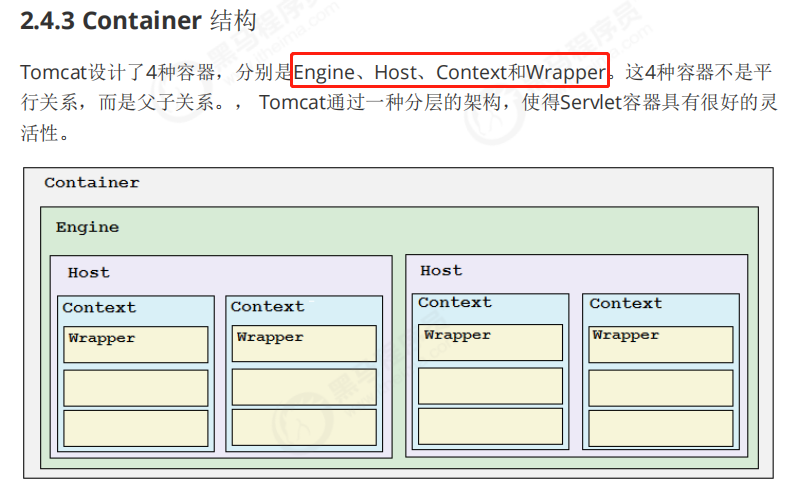 2.4.3 Container 结构
Tomcat设计了4种容器，分别是Engine、Host、Context和Wrapper。这4种容器不是平
行关系，而是父子关系。， Tomcat通过一种分层的架构，使得Servlet容器具有很好的灵
活性。
Container
Engine
Host
Host
Context
Context
Context
Context
Wrapper
Wrapper
Wrapper
Wrapper
黑马程序员